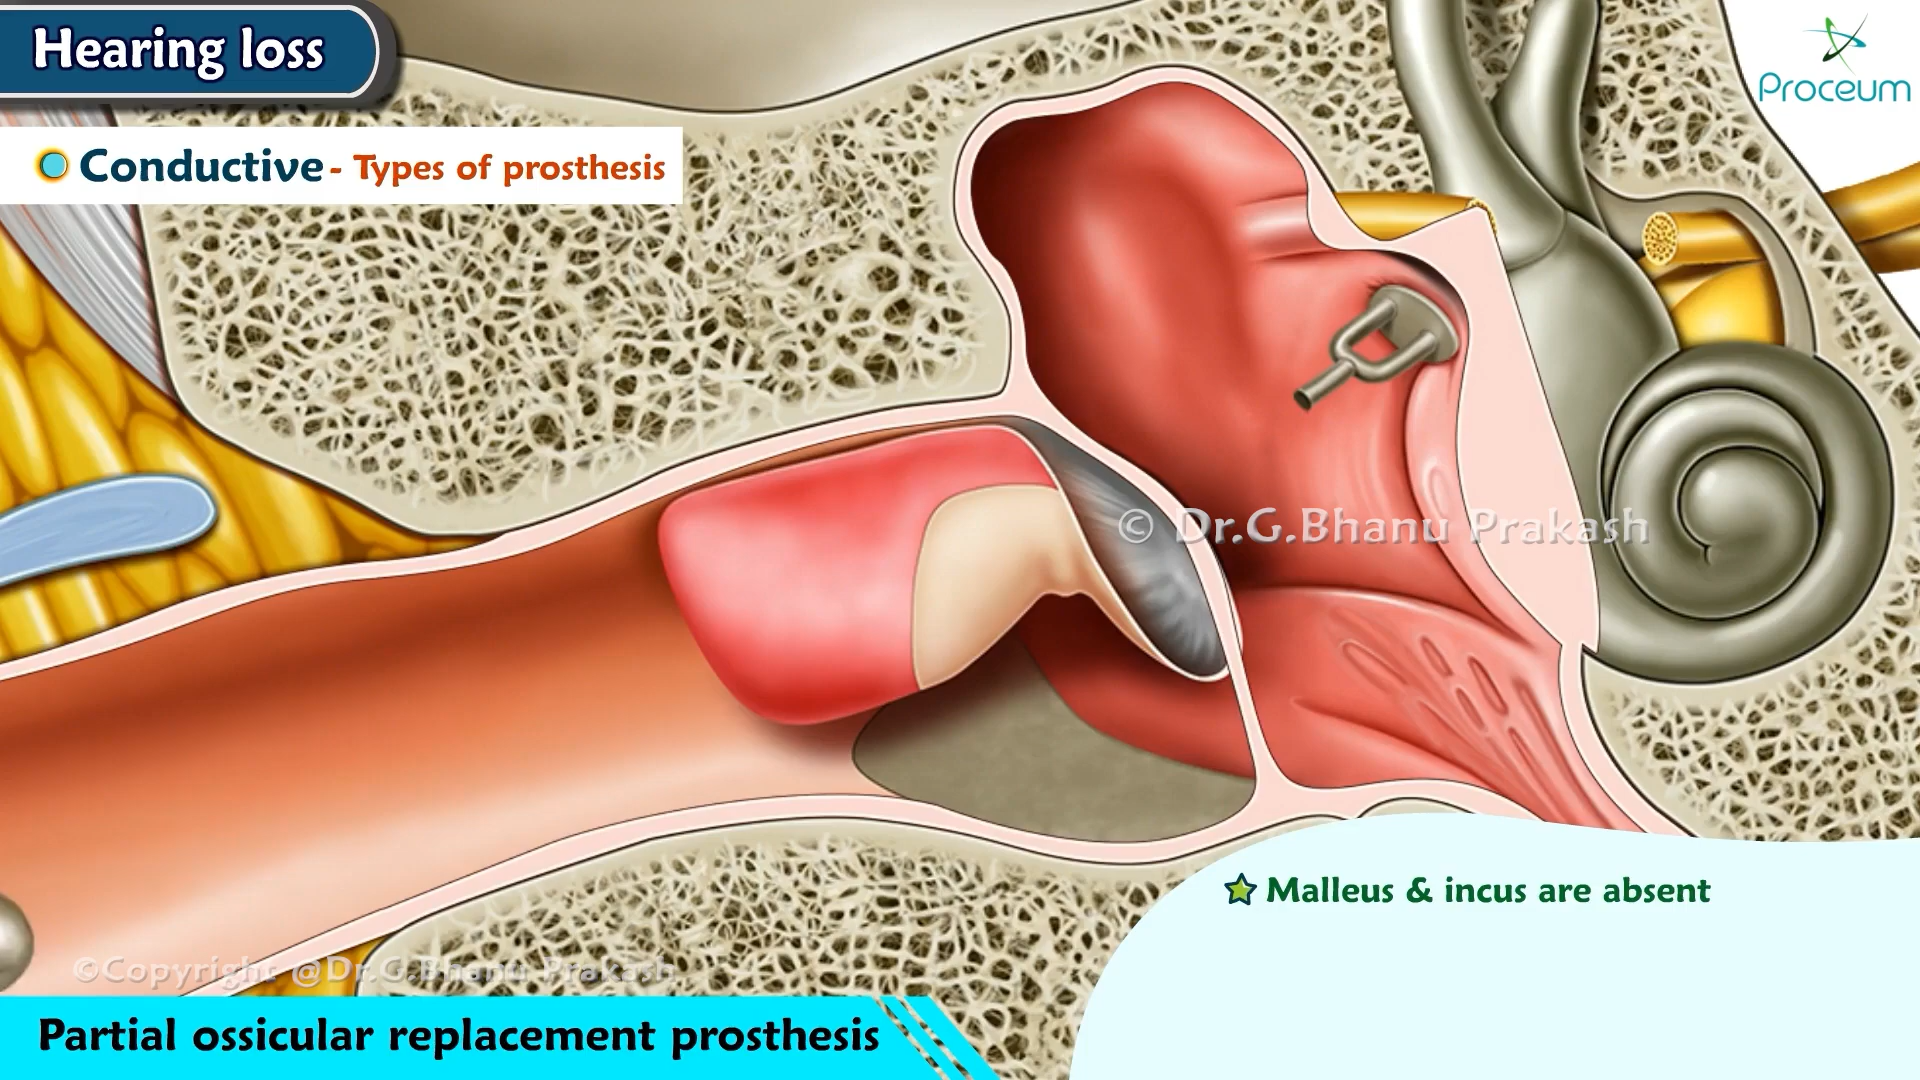 Hearing loss
Proceum
Conductive - Types of prosthesis
© Dr.G.Bhanu Prakash
Malleus & incus are absent
©Copyright @Dr.G.Bhanu Prakash
Partial ossicular replacement prosthesis